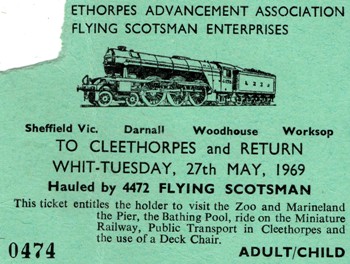 ETHORPES ADVANCEMENT ASSOCIATION
FLYING SCOTSMAN ENTERPRISES
Sheffield Vic. Darnall Woodhouse Worksop
TO CLEETHORPES and RETURN
WHIT-TUESDAY, 27th MAY, 1969
Hauled by 4472 FLYING SCOTSMAN
This ticket entitles the holder to visit the Zoo and Marineland
the Pier, the Bathing Pool, ride on the Miniature
Railway, Public Transport in Cleethorpes and
the use of a Deck Chair.
0474 ADULT/CHILD